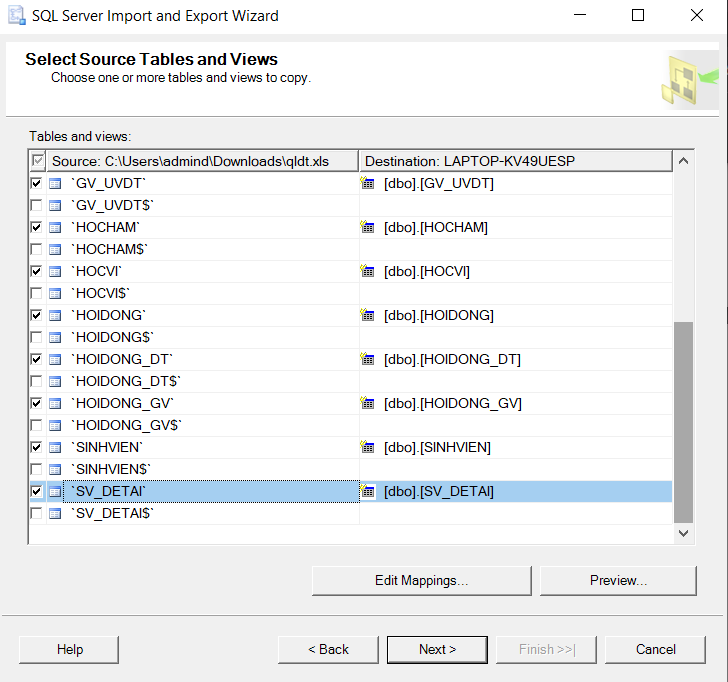 SQL Server Import and Export Wizard
Select Source Tables and Views
Choose one or more tables and views to copy.
Tables and views:
Source: C:\Users\admind\Downloads\qldt.xls Destination: LAPTOP-KV49UESP
`GV_UVDT` [dbo].[GV_UVDT]
`GV_UVDT$`
`HOCHAM` [dbo].[HOCHAM]
`HOCHAM$`
`HOCVI` [dbo].[HOCVI]
`HOCVI$`
`HOIDONG` [dbo].[HOIDONG]
`HOIDONG$`
`HOIDONG_DT` [dbo].[HOIDONG_DT]
`HOIDONG_DT$`
`HOIDONG_GV` [dbo].[HOIDONG_GV]
`HOIDONG_GV$`
`SINHVIEN` [dbo].[SINHVIEN]
`SINHVIEN$`
`SV_DETAI` [dbo].[SV_DETAI]
`SV_DETAI$`
Edit Mappings... Preview...
Help < Back Next > Finish >>| Cancel